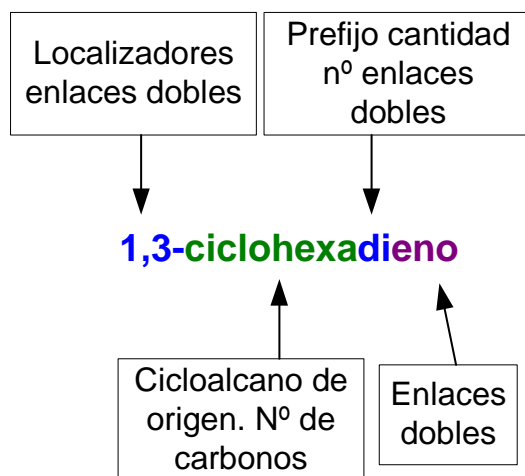 Localizadores
enlaces dobles
Prefijo cantidad
nº enlaces
dobles
1,3-ciclohexadieno
Cicloalcano de
origen. Nº de
carbonos
Enlaces
dobles